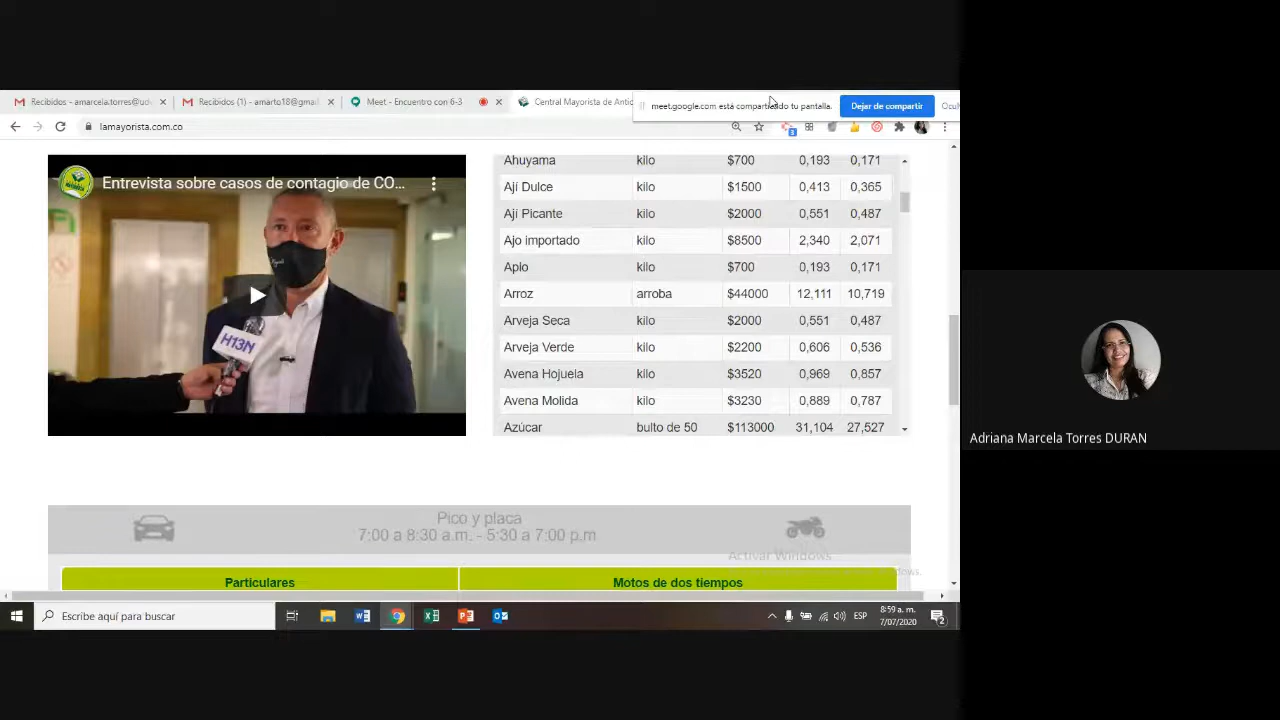 Recibidos - amarcela.torres@ud
Recibidos (1) - amarto18@gmail
Meet - Encuentro con 6-3
Central Mayorista de Antio
meet.google.com está compartiendo tu pantalla.
Dejar de compartir
Ocul
lamayorista.com.co
Entrevista sobre casos de contagio de CO...
H13N
Ahuyama kilo $700 0,193 0,171
Ají Dulce kilo $1500 0,413 0,365
Ají Picante kilo $2000 0,551 0,487
Ajo importado kilo $8500 2,340 2,071
Apio kilo $700 0,193 0,171
Arroz arroba $44000 12,111 10,719
Arveja Seca kilo $2000 0,551 0,487
Arveja Verde kilo $2200 0,606 0,536
Avena Hojuela kilo $3520 0,969 0,857
Avena Molida kilo $3230 0,889 0,787
Azúcar bulto de 50 $113000 31,104 27,527
Pico y placa
7:00 a 8:30 a.m. - 5:30 a 7:00 p.m
Activar Windows
Particulares
Motos de dos tiempos
Escribe aquí para buscar
ESP
8:59 a. m.
7/07/2020
2
Adriana Marcela Torres DURAN